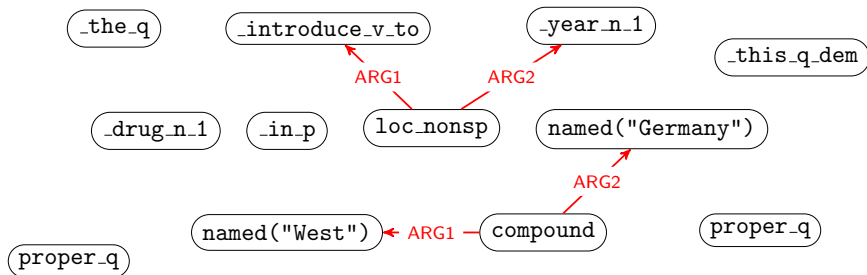 _the_q
_introduce_v_to
_year_n_1
_this_q_dem
ARG1
ARG2
_drug_n_1
_in_p
loc_nonsp
named("Germany")
ARG2
named("West")
ARG1
compound
proper_q
proper_q